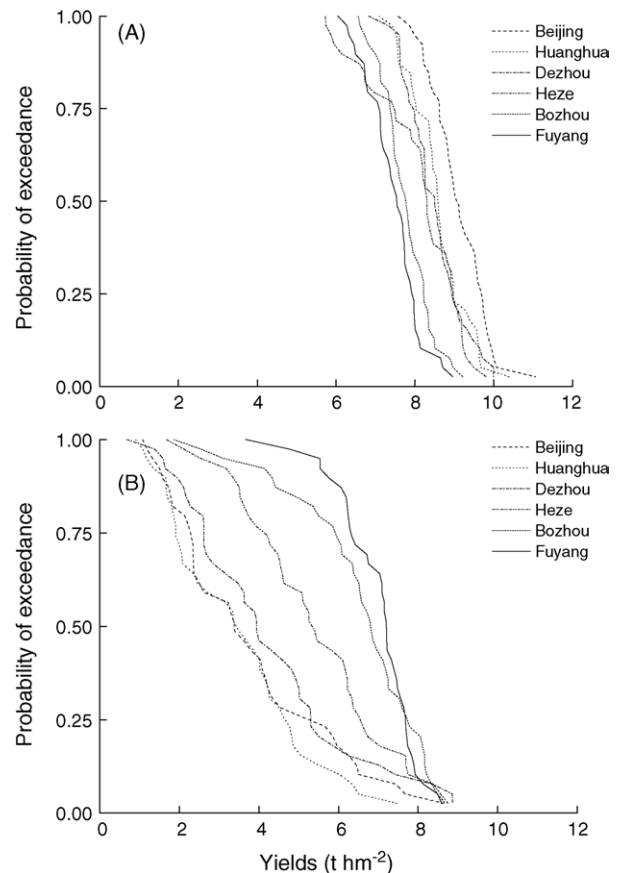 (A)
Beijing
Huanghua
Dezhou
Heze
Bozhou
Fuyang
Probability of exceedance
1.00
0.75
0.50
0.25
0.00
0 2 4 6 8 10 12
(B)
Beijing
Huanghua
Dezhou
Heze
Bozhou
Fuyang
Probability of exceedance
1.00
0.75
0.50
0.25
0.00
0 2 4 6 8 10 12
Yields (t hm⁻²)